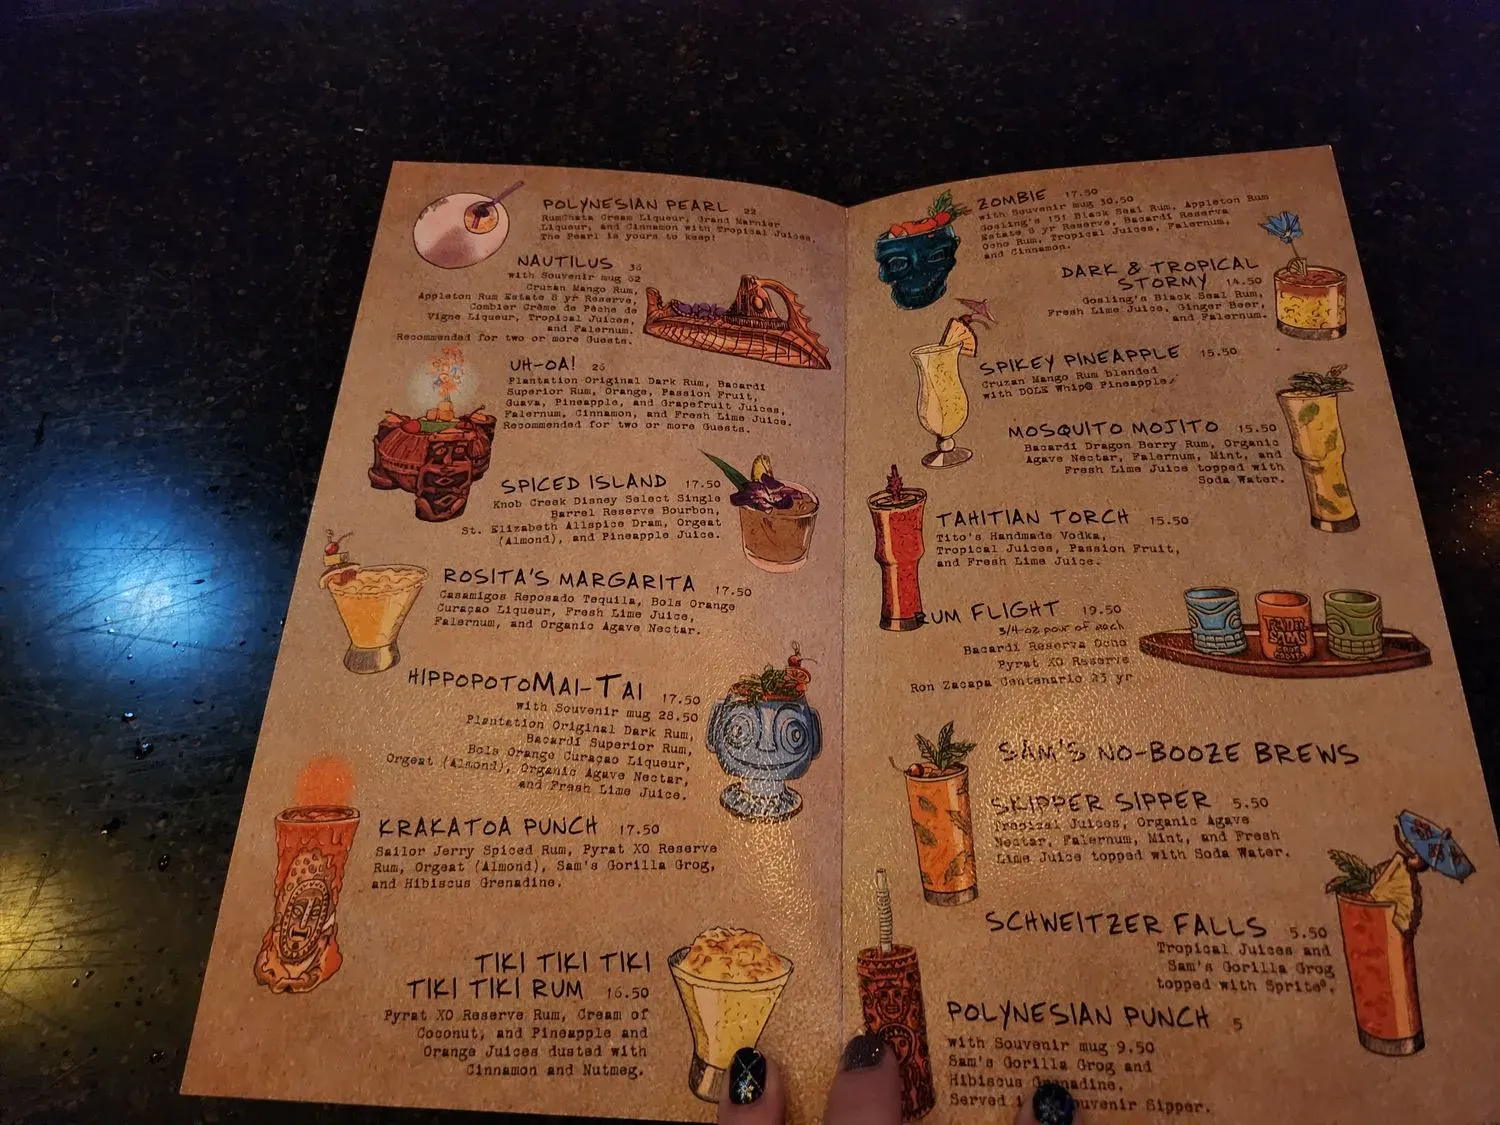 POLYNESIAN PEARL 22
RumChata Cream Liqueur, Grand Marnier
Liqueur, and Cinnamon with Tropical Juices.
The Pearl is yours to keep!
NAUTILUS
with Souvenir mug 62
Cruzan Mango Rum,
Appleton Rum Estate 8 yr Reserve,
Combier Crème de Pêche de
Vigne Liqueur, Tropical Juices,
and Falernum.
Recommended for two or more Guests.
UH-OA!
Plantation Original Dark Rum, Bacardi
Superior Rum, Orange, Passion Fruit,
Guava, Pineapple, and Grapefruit Juices,
Falernum, Cinnamon, and Fresh Lime Juice.
Recommended for two or more Guests.
SPICED ISLAND 17.50
Knob Creek Disney Select Single
Barrel Reserve Bourbon,
St. Elizabeth Allspice Dram, Orgeat
(Almond), and Pineapple Juice.
ROSITA'S MARGARITA 17.50
Casamigos Reposado Tequila, Bols Orange
Curaçao Liqueur, Fresh Lime Juice,
Falernum, and Organic Agave Nectar.
HIPPOPOTOMAI-TAI 17.50
with Souvenir mug 28.50
Plantation Original Dark Rum,
Bacardi Superior Rum,
Bols Orange Curaçao Liqueur,
Orgeat (Almond), Organic Agave Nectar,
and Fresh Lime Juice.
KRAKATOA PUNCH 17.50
Sailor Jerry Spiced Rum, Pyrat XO Reserve
Rum, Orgeat (Almond), Sam's Gorilla Grog,
and Hibiscus Grenadine.
TIKI TIKI TIKI
TIKI TIKI RUM 16.50
Pyrat XO Reserve Rum, Cream of
Coconut, and Pineapple and
Orange Juices dusted with
Cinnamon and Nutmeg.
ZOMBIE 17.50
with Souvenir mug 30.50
Gosling's 151 Black Seal Rum, Appleton Rum
Estate 8 yr Reserve, Bacardi Reserva
Ocho Rum, Tropical Juices, Falernum,
and Cinnamon.
DARK & TROPICAL
STORMY 14.50
Gosling's Black Seal Rum,
Fresh Lime Juice, Ginger Beer,
and Falernum.
SPIKEY PINEAPPLE 15.50
Cruzan Mango Rum blended
with DOLE Whip® Pineapple.
MOSQUITO MOJITO 15.50
Bacardi Dragon Berry Rum, Organic
Agave Nectar, Falernum, Mint, and
Fresh Lime Juice topped with
Soda Water.
TAHITIAN TORCH 15.50
Tito's Handmade Vodka,
Tropical Juices, Passion Fruit,
and Fresh Lime Juice.
RUM FLIGHT 19.50
3/4-oz pour of each
Bacardi Reserva Ocho
Pyrat XO Reserve
Ron Zacapa Centenario 23 yr
SAM'S NO-BOOZE BREWS
SKIPPER SIPPER 5.50
Tropical Juices, Organic Agave
Nectar, Falernum, Mint, and Fresh
Lime Juice topped with Soda Water.
SCHWEITZER FALLS 5.50
Tropical Juices and
Sam's Gorilla Grog
topped with Sprite®.
POLYNESIAN PUNCH 5
with Souvenir mug 9.50
Sam's Gorilla Grog and
Hibiscus Grenadine.
Served Souvenir Sipper.